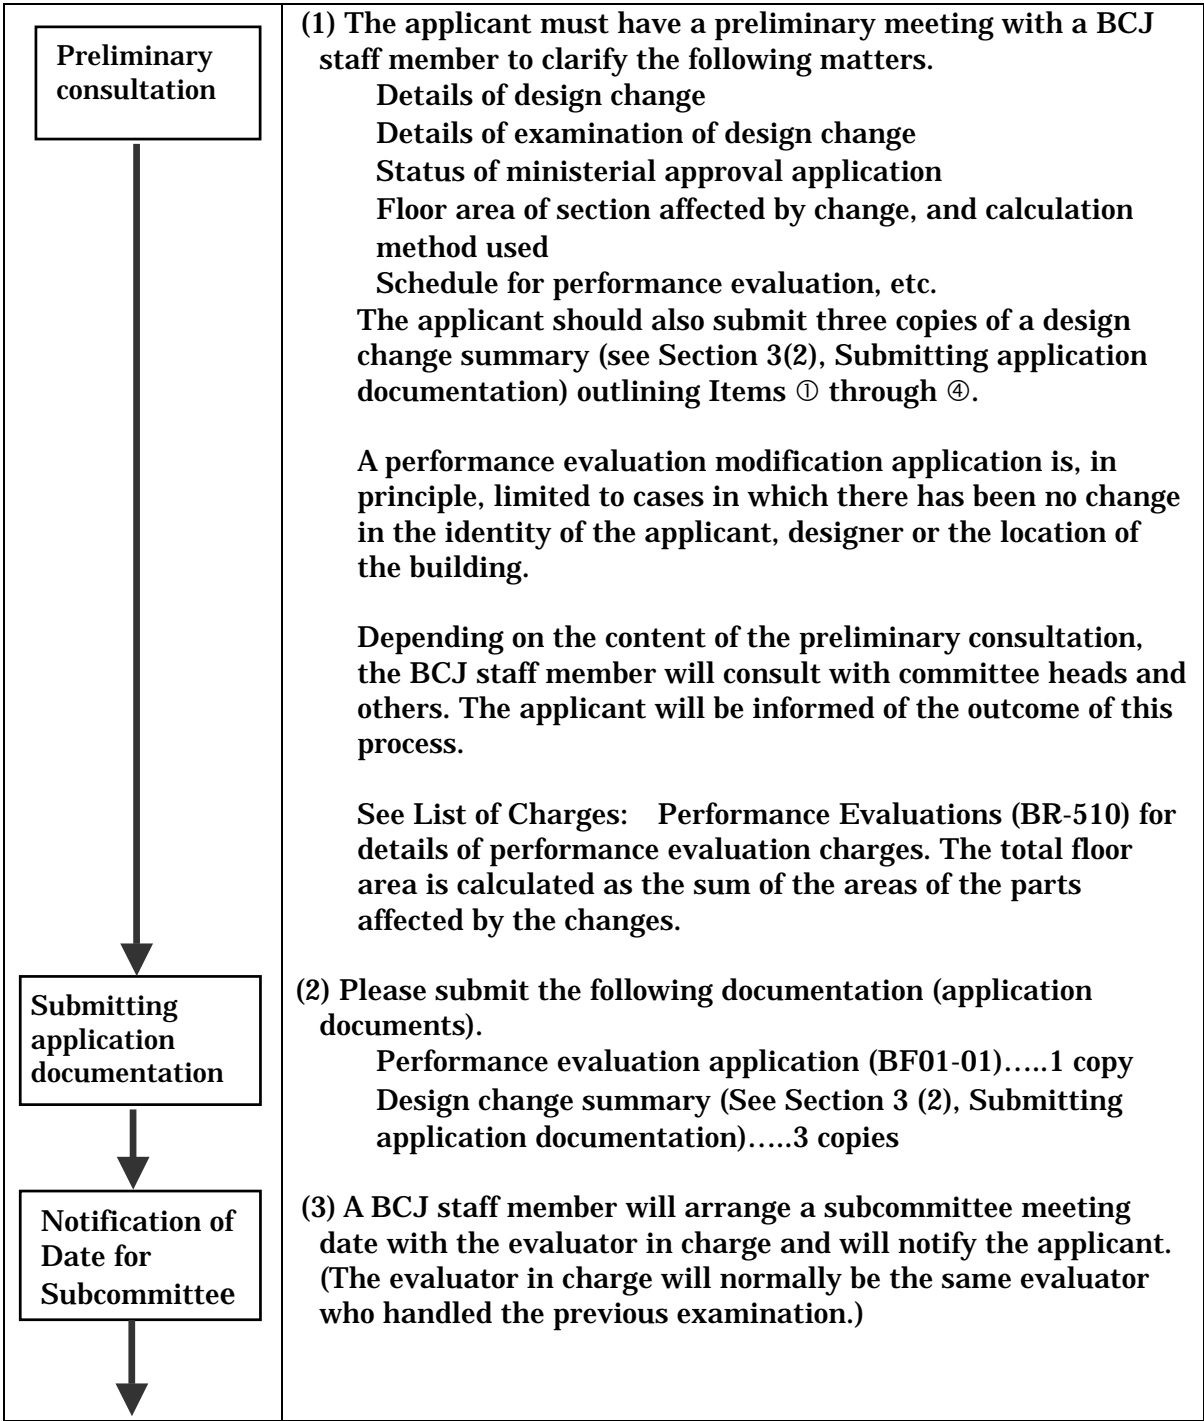 Preliminary
consultation
(1) The applicant must have a preliminary meeting with a BCJ
staff member to clarify the following matters.
Details of design change
Details of examination of design change
Status of ministerial approval application
Floor area of section affected by change, and calculation
method used
Schedule for performance evaluation, etc.
The applicant should also submit three copies of a design
change summary (see Section 3(2), Submitting application
documentation) outlining Items ① through ④.
A performance evaluation modification application is, in
principle, limited to cases in which there has been no change
in the identity of the applicant, designer or the location of
the building.
Depending on the content of the preliminary consultation,
the BCJ staff member will consult with committee heads and
others. The applicant will be informed of the outcome of this
process.
See List of Charges: Performance Evaluations (BR-510) for
details of performance evaluation charges. The total floor
area is calculated as the sum of the areas of the parts
affected by the changes.
Submitting
application
documentation
(2) Please submit the following documentation (application
documents).
Performance evaluation application (BF01-01)…..1 copy
Design change summary (See Section 3 (2), Submitting
application documentation)…..3 copies
Notification of
Date for
Subcommittee
(3) A BCJ staff member will arrange a subcommittee meeting
date with the evaluator in charge and will notify the applicant.
(The evaluator in charge will normally be the same evaluator
who handled the previous examination.)